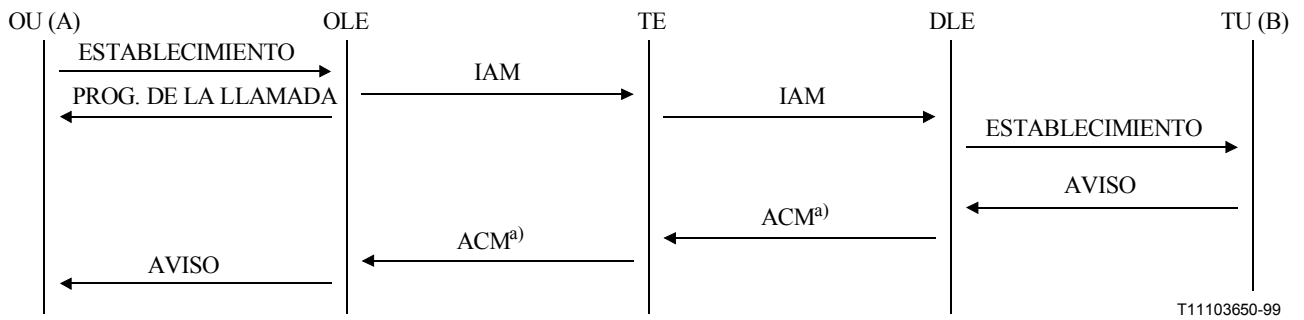 OU (A) OLE TE DLE TU (B)
ESTABLECIMIENTO
IAM
PROG. DE LA LLAMADA
IAM
ESTABLECIMIENTO
AVISO
ACMa)
ACMa)
AVISO
T11103650-99